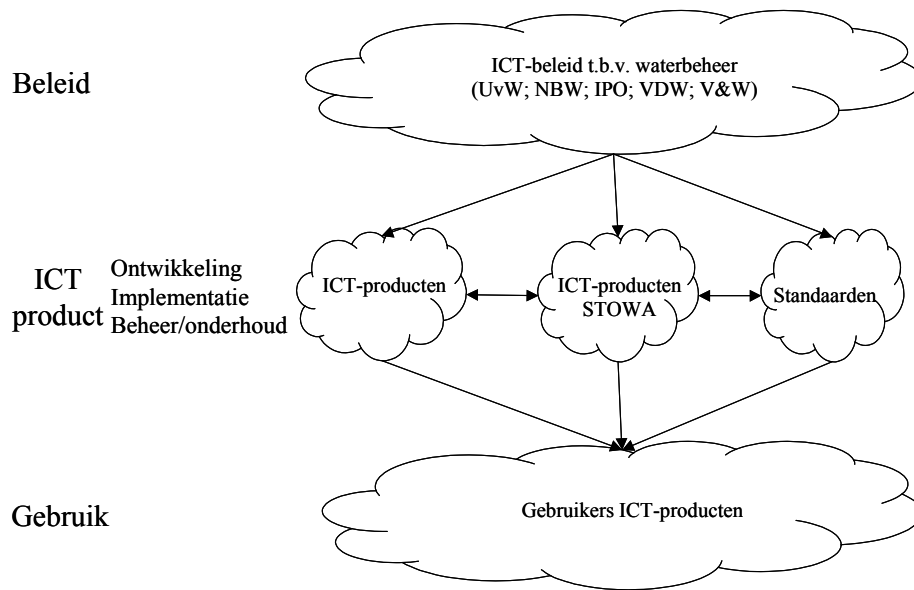 Beleid
ICT-beleid t.b.v. waterbeheer
(UvW; NBW; IPO; VDW; V&W)
ICT
product
Ontwikkeling
Implementatie
Beheer/onderhoud
ICT-producten
ICT-producten
STOWA
Standaarden
Gebruik
Gebruikers ICT-producten